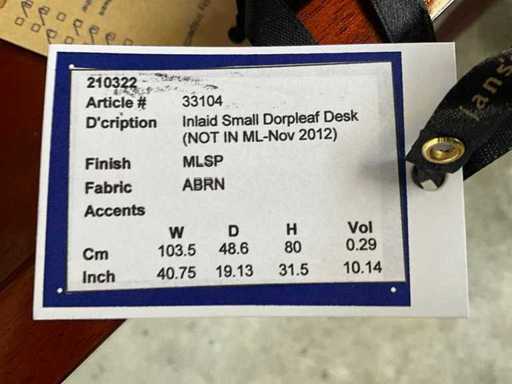 210322
Article # 33104
D'cription Inlaid Small Dorpleaf Desk
(NOT IN ML-Nov 2012)
Finish MLSP
Fabric ABRN
Accents
W D H Vol
Cm 103.5 48.6 80 0.29
Inch 40.75 19.13 31.5 10.14